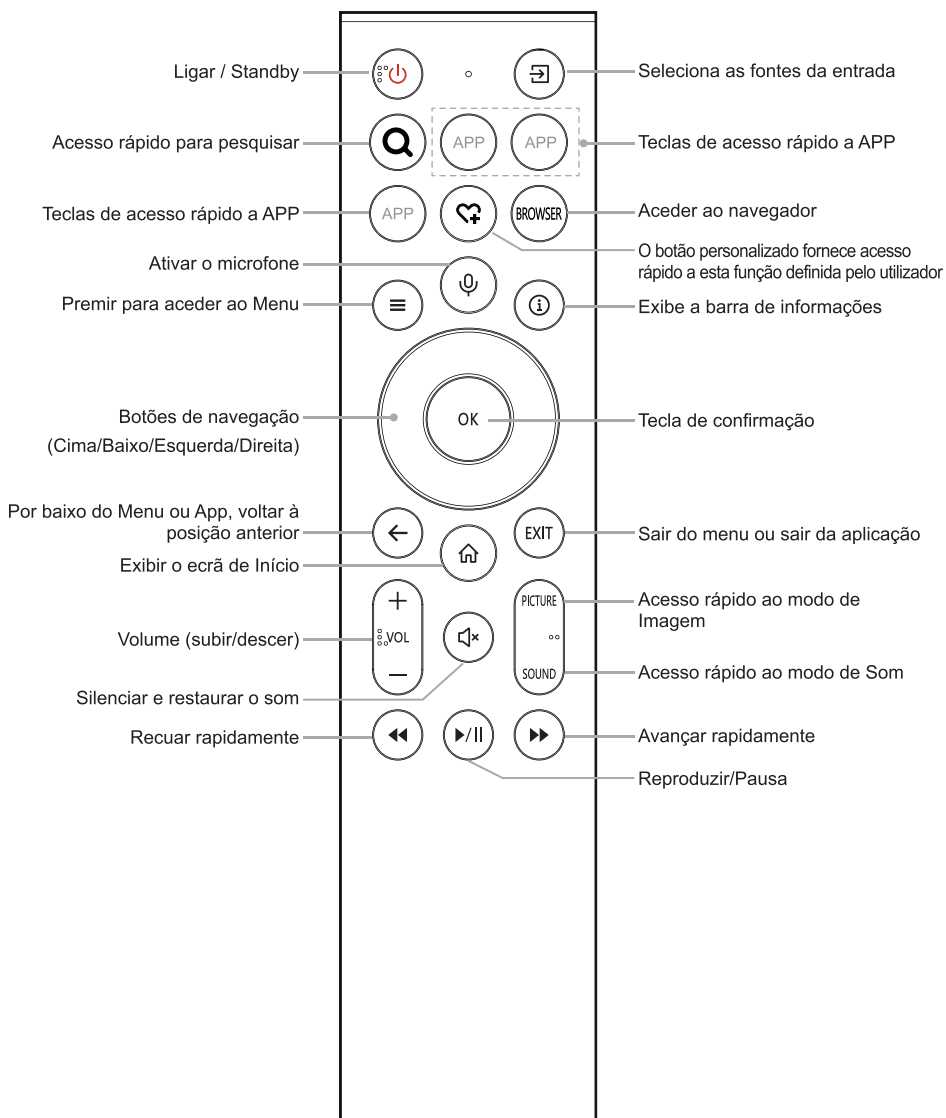 Ligar / Standby
Seleciona as fontes da entrada
Acesso rápido para pesquisar
APP
APP
Teclas de acesso rápido a APP
Teclas de acesso rápido a APP
APP
BROWSER
Aceder ao navegador
O botão personalizado fornece acesso
rápido a esta função definida pelo utilizador
Ativar o microfone
Premir para aceder ao Menu
Exibe a barra de informações
Botões de navegação
(Cima/Baixo/Esquerda/Direita)
OK
Tecla de confirmação
Por baixo do Menu ou App, voltar à
posição anterior
EXIT
Sair do menu ou sair da aplicação
Exibir o ecrã de Início
PICTURE
Acesso rápido ao modo de
Imagem
Volume (subir/descer)
VOL
SOUND
Acesso rápido ao modo de Som
Silenciar e restaurar o som
Recuar rapidamente
Avançar rapidamente
Reproduzir/Pausa